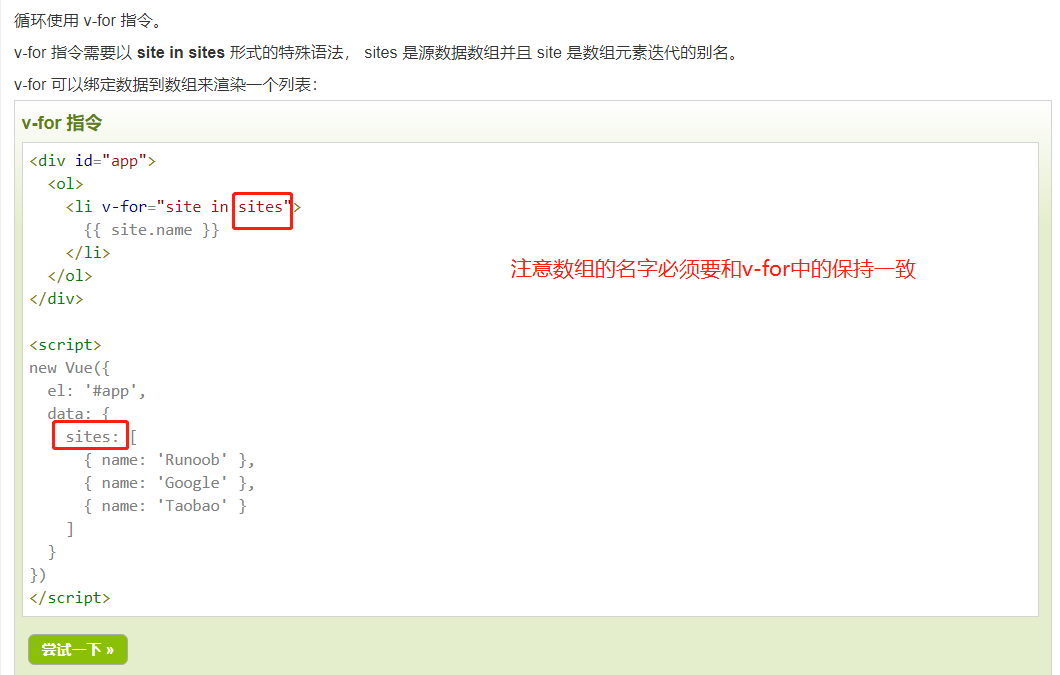 循环使用 v-for 指令。
v-for 指令需要以 site in sites 形式的特殊语法， sites 是源数据数组并且 site 是数组元素迭代的别名。
v-for 可以绑定数据到数组来渲染一个列表：
v-for 指令
<div id="app">
  <ol>
    <li v-for="site in sites">
      {{ site.name }}
    </li>
  </ol>
</div>
注意数组的名字必须要和v-for中的保持一致
<script>
new Vue({
  el: '#app',
  data: {
    sites: [
      { name: 'Runoob' },
      { name: 'Google' },
      { name: 'Taobao' }
    ]
  }
})
</script>
尝试一下 »